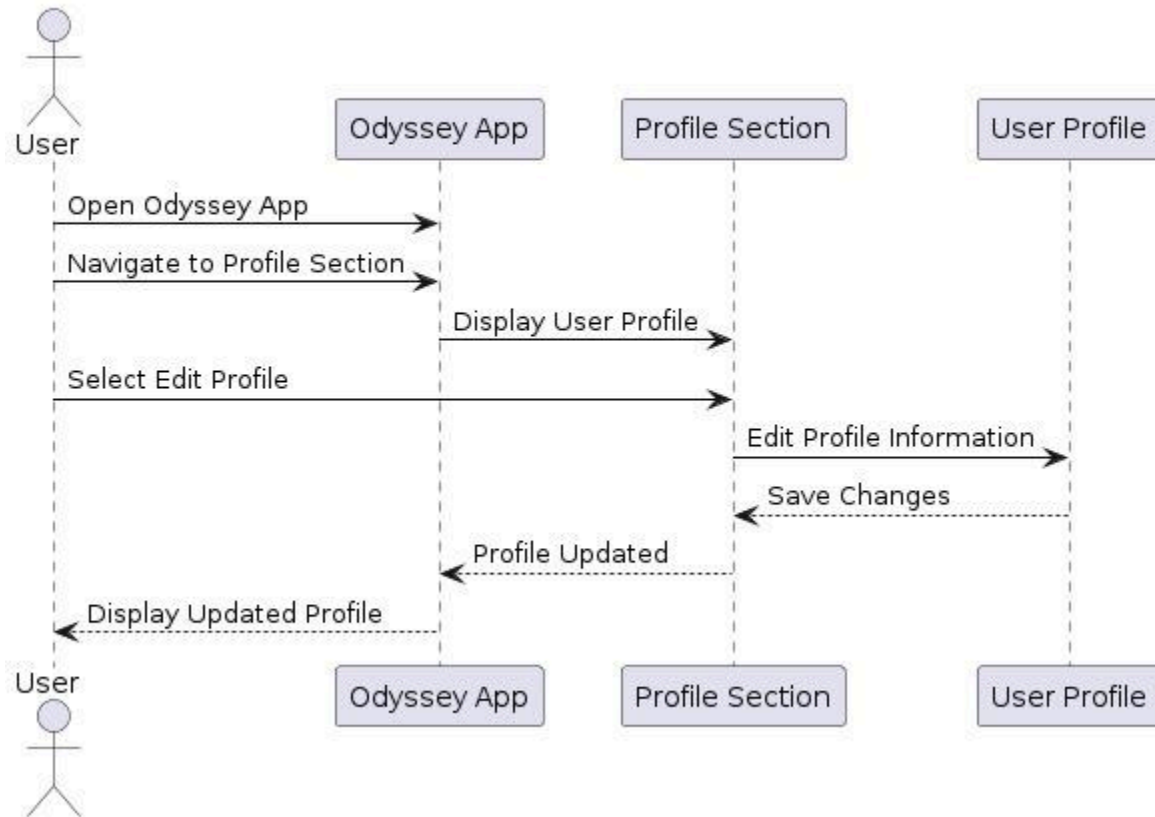 User
Odyssey App
Profile Section
User Profile
Open Odyssey App
Navigate to Profile Section
Display User Profile
Select Edit Profile
Edit Profile Information
Save Changes
Profile Updated
Display Updated Profile
User
Odyssey App
Profile Section
User Profile